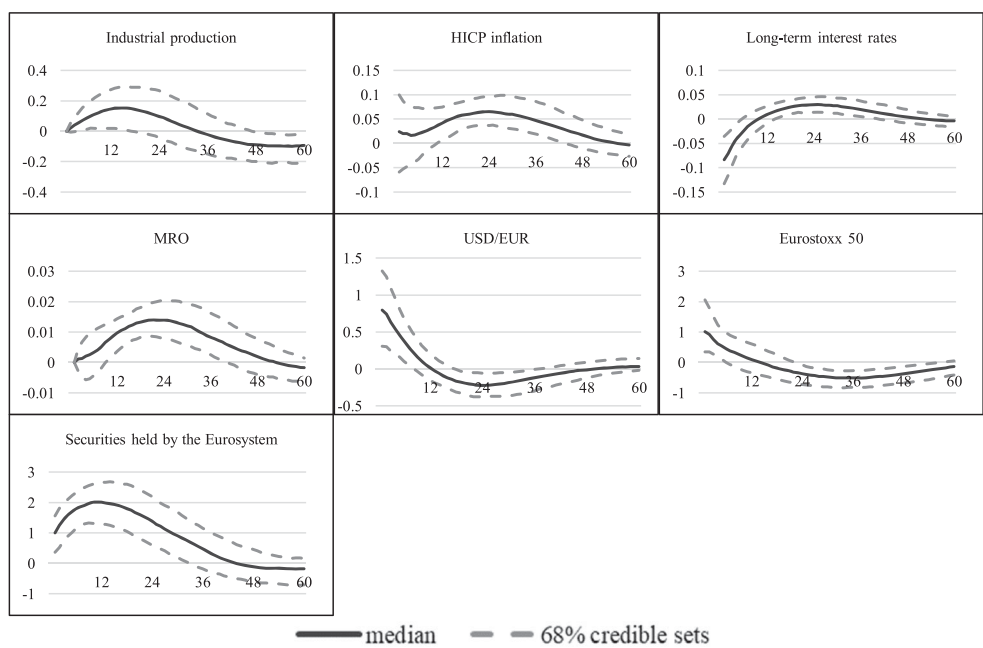 Industrial production
0.4
0.2
0
-0.2
-0.4
12 24 36 48 60
HICP inflation
0.15
0.1
0.05
0
-0.05
-0.1
12 24 36 48 60
Long-term interest rates
0.1
0.05
0
-0.05
-0.1
-0.15
12 24 36 48 60
MRO
0.03
0.02
0.01
0
-0.01
12 24 36 48 60
USD/EUR
1.5
1
0.5
0
-0.5
12 24 36 48 60
Eurostoxx 50
3
2
1
0
-1
12 24 36 48 60
Securities held by the Eurosystem
3
2
1
0
-1
12 24 36 48 60
median 68% credible sets